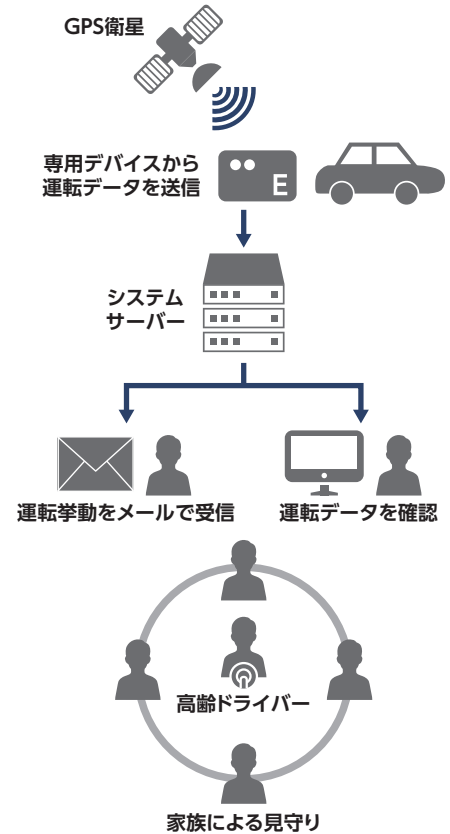 GPS衛星
専用デバイスから
運転データを送信
E
システム
サーバー
運転挙動をメールで受信
運転データを確認
高齢ドライバー
家族による見守り